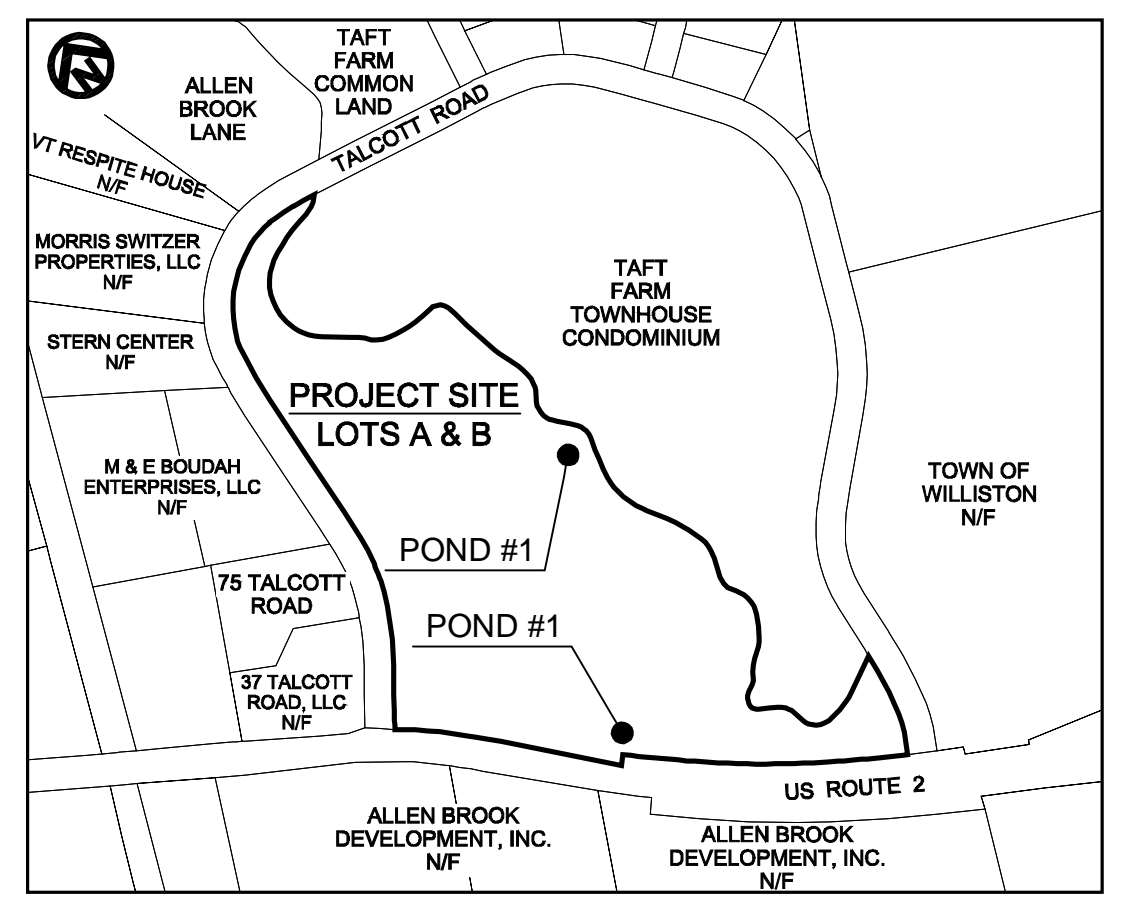 TAFT
FARM
COMMON
LAND
ALLEN
BROOK
LANE
TALCOTT ROAD
VT RESPITE HOUSE
N/F
MORRIS SWITZER
PROPERTIES, LLC
N/F
TAFT
FARM
TOWNHOUSE
CONDOMINIUM
STERN CENTER
N/F
PROJECT SITE
LOTS A & B
M & E BOUDAH
ENTERPRISES, LLC
N/F
TOWN OF
WILLISTON
N/F
POND #1
75 TALCOTT
ROAD
POND #1
37 TALCOTT
ROAD, LLC
N/F
US ROUTE 2
ALLEN BROOK
DEVELOPMENT, INC.
N/F
ALLEN BROOK
DEVELOPMENT, INC.
N/F